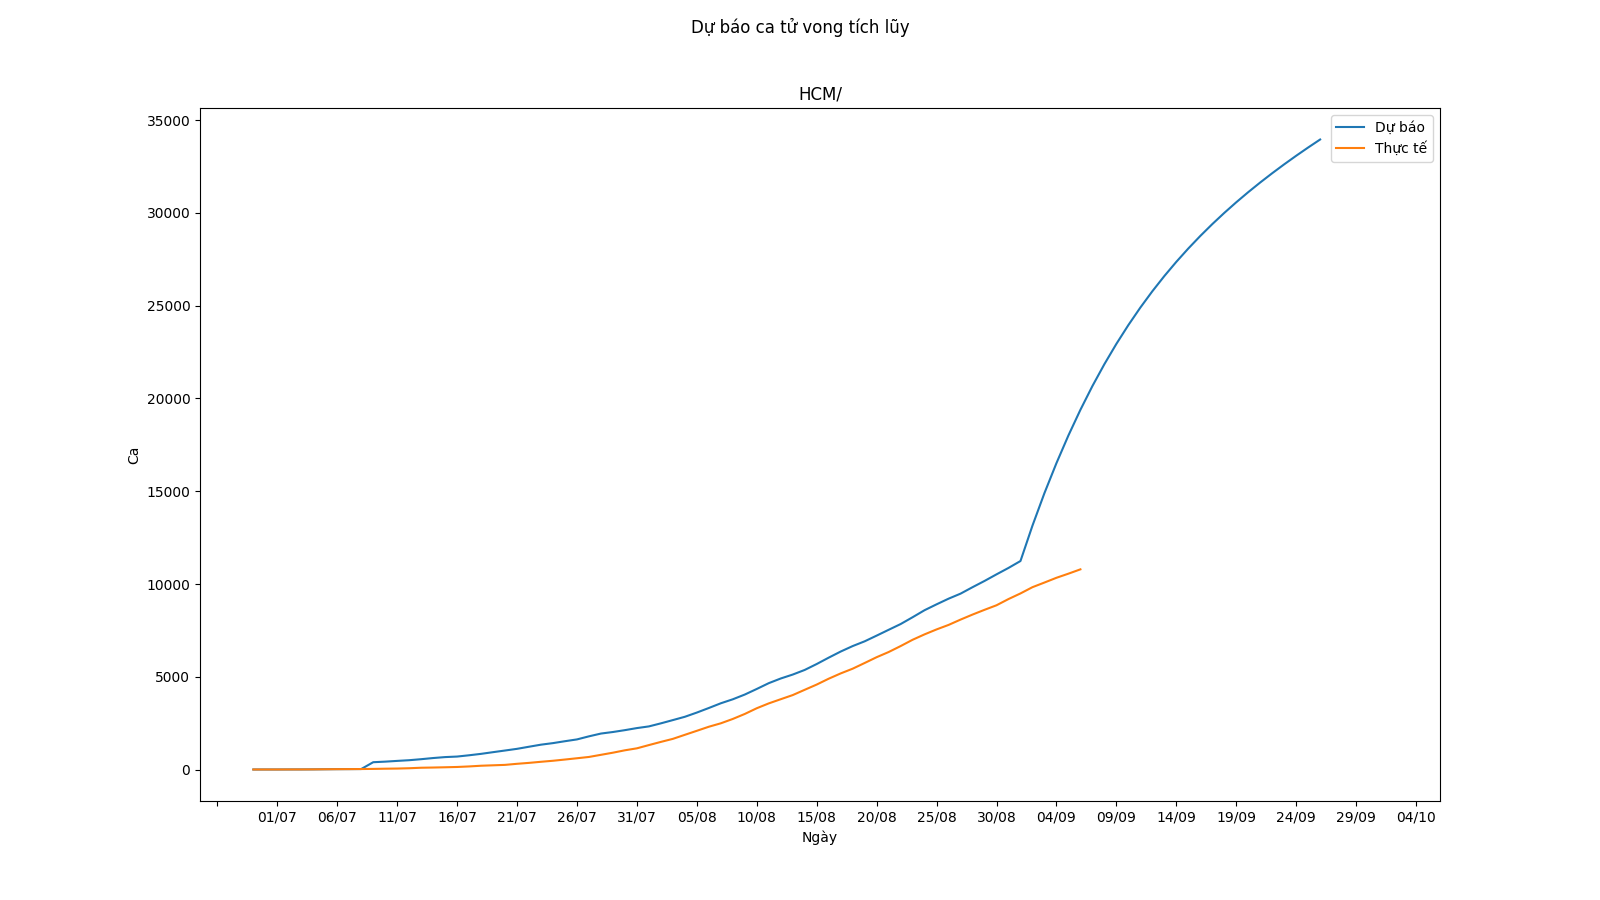 Dự báo ca tử vong tích lũy
HCM/
35000
30000
25000
20000
15000
10000
5000
0
Ca
Dự báo
Thực tế
01/07 06/07 11/07 16/07 21/07 26/07 31/07 05/08 10/08 15/08 20/08 25/08 30/08 04/09 09/09 14/09 19/09 24/09 29/09 04/10
Ngày